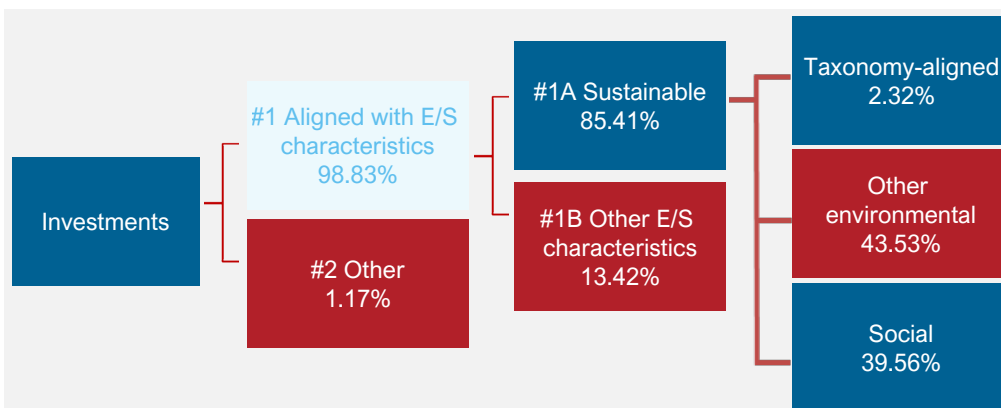 Investments
#1 Aligned with E/S
characteristics
98.83%
#2 Other
1.17%
#1A Sustainable
85.41%
#1B Other E/S
characteristics
13.42%
Taxonomy-aligned
2.32%
Other
environmental
43.53%
Social
39.56%